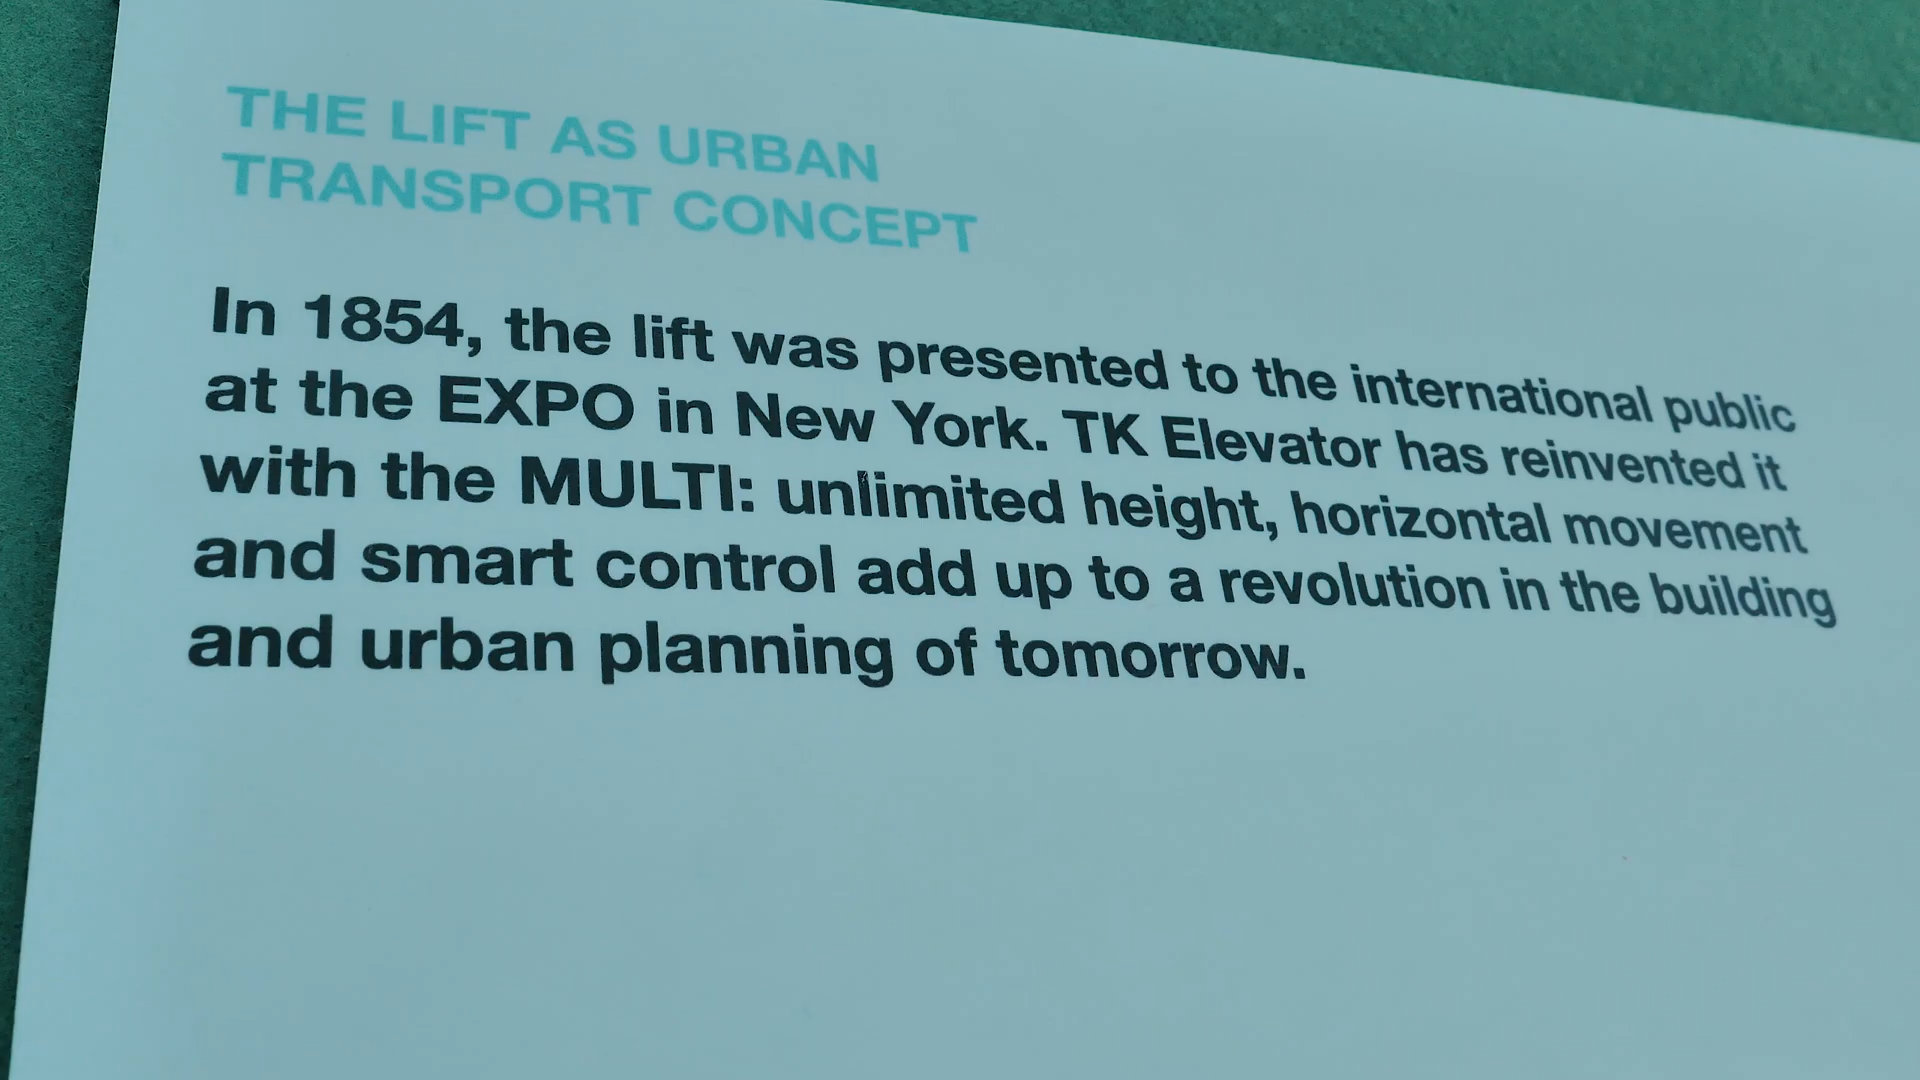 THE LIFT AS URBAN
TRANSPORT CONCEPT
In 1854, the lift was presented to the international public
at the EXPO in New York. TK Elevator has reinvented it
with the MULTI: unlimited height, horizontal movement
and smart control add up to a revolution in the building
and urban planning of tomorrow.